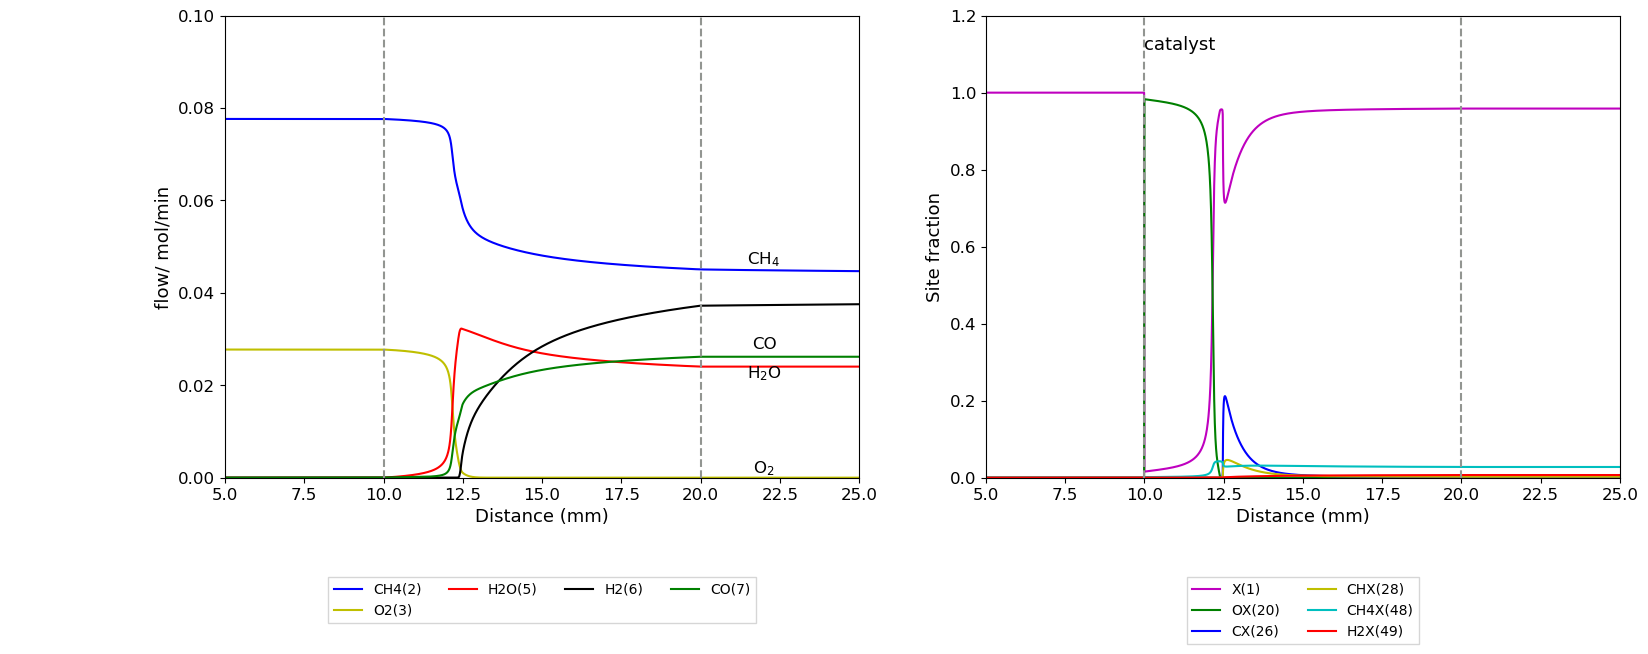 0.10
0.08
0.06
0.04
0.02
0.00
flow/ mol/min
CH₄
CO
H₂O
O₂
5.0 7.5 10.0 12.5 15.0 17.5 20.0 22.5 25.0
Distance (mm)
CH4(2) H2O(5) H2(6) CO(7)
O2(3)
1.2
1.0
0.8
0.6
0.4
0.2
0.0
Site fraction
catalyst
5.0 7.5 10.0 12.5 15.0 17.5 20.0 22.5 25.0
Distance (mm)
X(1) CHX(28)
OX(20) CH4X(48)
CX(26) H2X(49)